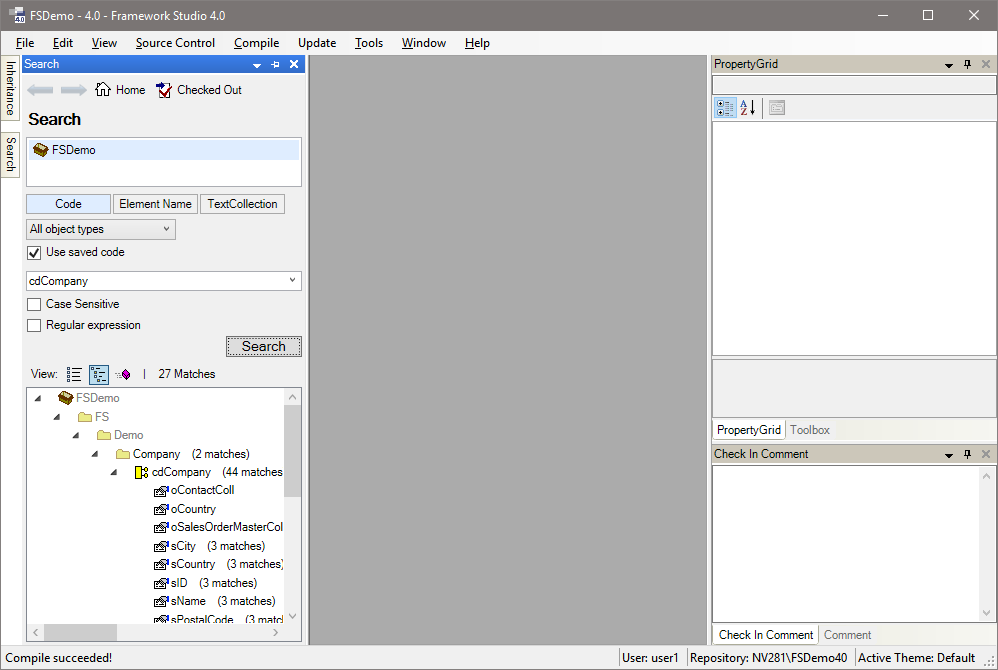 FSDemo - 4.0 - Framework Studio 4.0
File Edit View Source Control Compile Update Tools Window Help
Inheritance
Search
Search
Home Checked Out
Search
FSDemo
Code Element Name TextCollection
All object types
Use saved code
cdCompany
Case Sensitive
Regular expression
Search
View: 27 Matches
FSDemo
FS
Demo
Company (2 matches)
cdCompany (44 matches
oContactColl
oCountry
oSalesOrderMasterCol
sCity (3 matches)
sCountry (3 matches)
sID (3 matches)
sName (3 matches)
sPostalCode (3 matc
PropertyGrid
PropertyGrid Toolbox
Check In Comment
Check In Comment Comment
Compile succeeded! User: user1 Repository: NV281\FSDemo40 Active Theme: Default